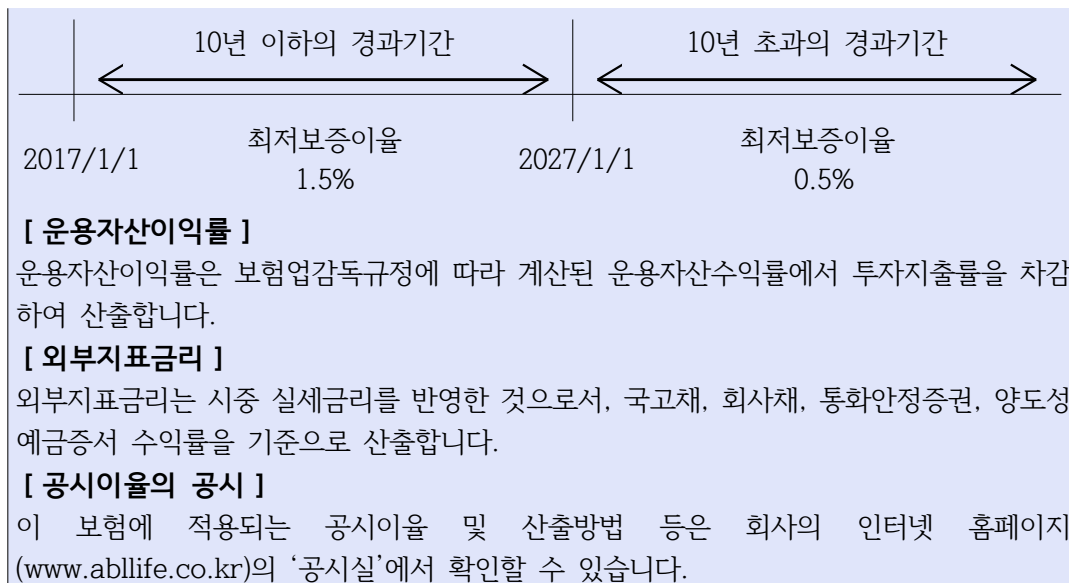 10년 이하의 경과기간 10년 초과의 경과기간
2017/1/1 최저보증이율 2027/1/1 최저보증이율
1.5% 0.5%
[ 운용자산이익률 ]
운용자산이익률은 보험업감독규정에 따라 계산된 운용자산수익률에서 투자지출률을 차감
하여 산출합니다.
[ 외부지표금리 ]
외부지표금리는 시중 실세금리를 반영한 것으로서, 국고채, 회사채, 통화안정증권, 양도성
예금증서 수익률을 기준으로 산출합니다.
[ 공시이율의 공시 ]
이 보험에 적용되는 공시이율 및 산출방법 등은 회사의 인터넷 홈페이지
(www.abllife.co.kr)의 ‘공시실’에서 확인할 수 있습니다.